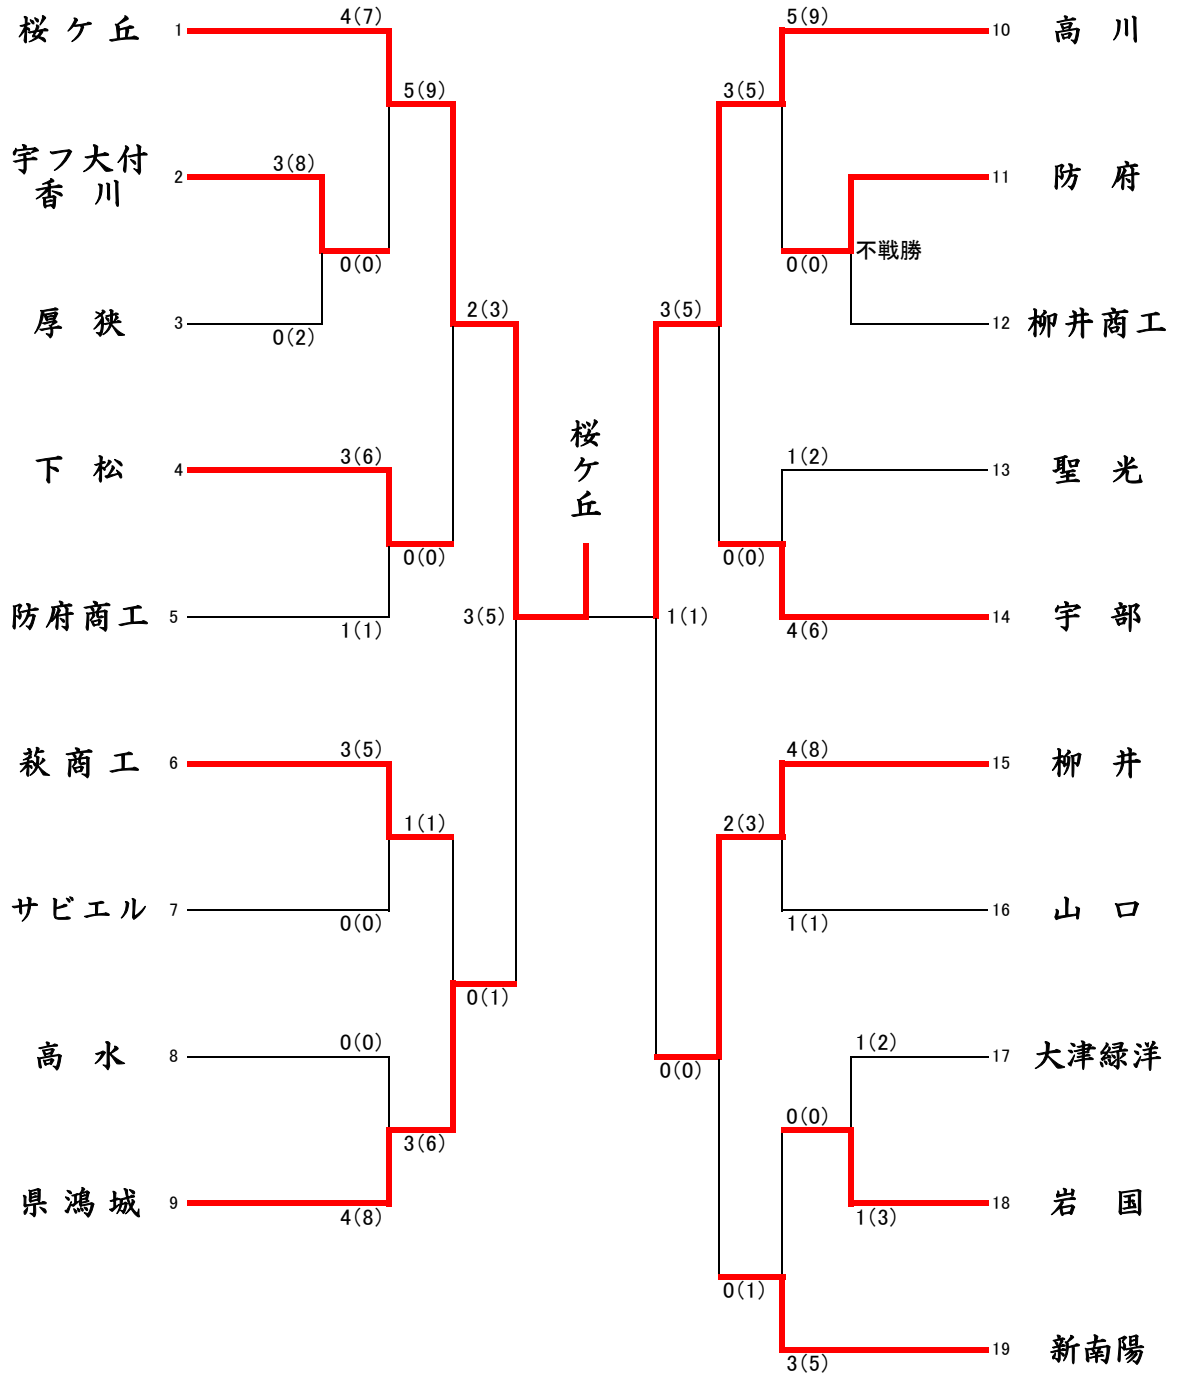 桜ケ丘 1
4(7)
5(9)
宇フ大付
香川
2
3(8)
0(0)
厚狭 3
0(2)
2(3)
下松 4
3(6)
0(0)
防府商工 5
1(1)
3(5)
萩商工 6
3(5)
1(1)
サビエル 7
0(0)
0(1)
高水 8
0(0)
3(6)
県鴻城 9
4(8)
桜ケ丘
5(9)
10 高川
3(5)
11 防府
不戦勝
0(0)
12 柳井商工
3(5)
1(2)
13 聖光
0(0)
14 宇部
4(6)
1(1)
4(8)
15 柳井
2(3)
16 山口
1(1)
0(0)
1(2)
17 大津緑洋
0(0)
18 岩国
1(3)
0(1)
19 新南陽
3(5)